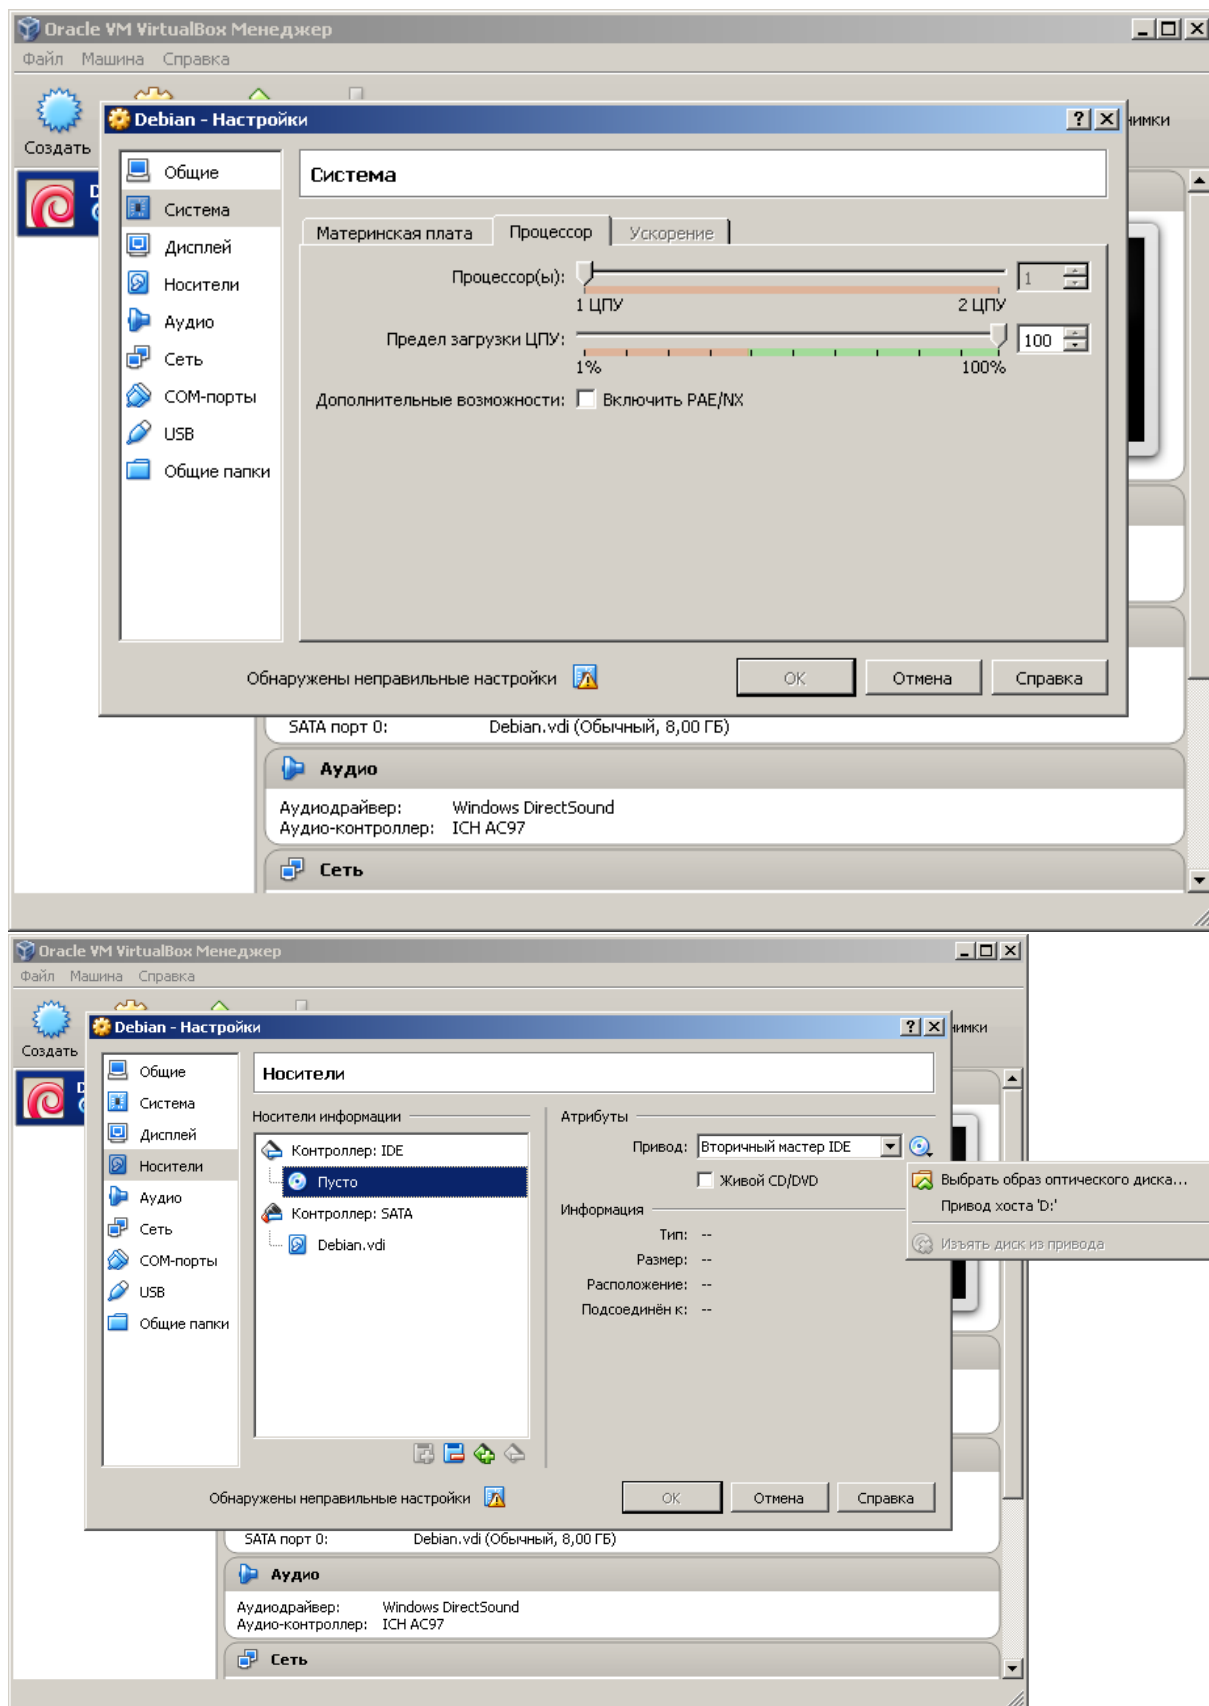 Oracle VM VirtualBox Менеджер
Файл Машина Справка
Создать
нимки
Debian - Настройки
Общие
Система
Дисплей
Носители
Аудио
Сеть
COM-порты
USB
Общие папки
Система
Материнская плата Процессор Ускорение
Процессор(ы): 1
1 ЦПУ 2 ЦПУ
Предел загрузки ЦПУ: 100
1% 100%
Дополнительные возможности: Включить PAE/NX
Обнаружены неправильные настройки OK Отмена Справка
SATA порт 0: Debian.vdi (Обычный, 8,00 ГБ)
Аудио
Аудиодрайвер: Windows DirectSound
Аудио-контроллер: ICH AC97
Сеть
Oracle VM VirtualBox Менеджер
Файл Машина Справка
Создать
нимки
Debian - Настройки
Общие
Система
Дисплей
Носители
Аудио
Сеть
COM-порты
USB
Общие папки
Носители
Носители информации
Контроллер: IDE
Пусто
Контроллер: SATA
Debian.vdi
Атрибуты
Привод: Вторичный мастер IDE
Живой CD/DVD
Информация
Тип: --
Размер: --
Расположение: --
Подсоединён к: --
Выбрать образ оптического диска...
Привод хоста 'D:'
Изъять диск из привода
Обнаружены неправильные настройки OK Отмена Справка
SATA порт 0: Debian.vdi (Обычный, 8,00 ГБ)
Аудио
Аудиодрайвер: Windows DirectSound
Аудио-контроллер: ICH AC97
Сеть